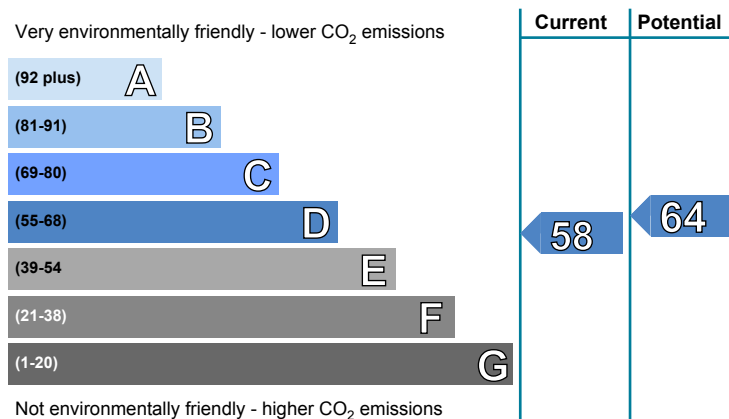 Current Potential
Very environmentally friendly - lower CO₂ emissions
(92 plus) A
(81-91) B
(69-80) C
(55-68) D
58 64
(39-54 E
(21-38) F
(1-20) G
Not environmentally friendly - higher CO₂ emissions